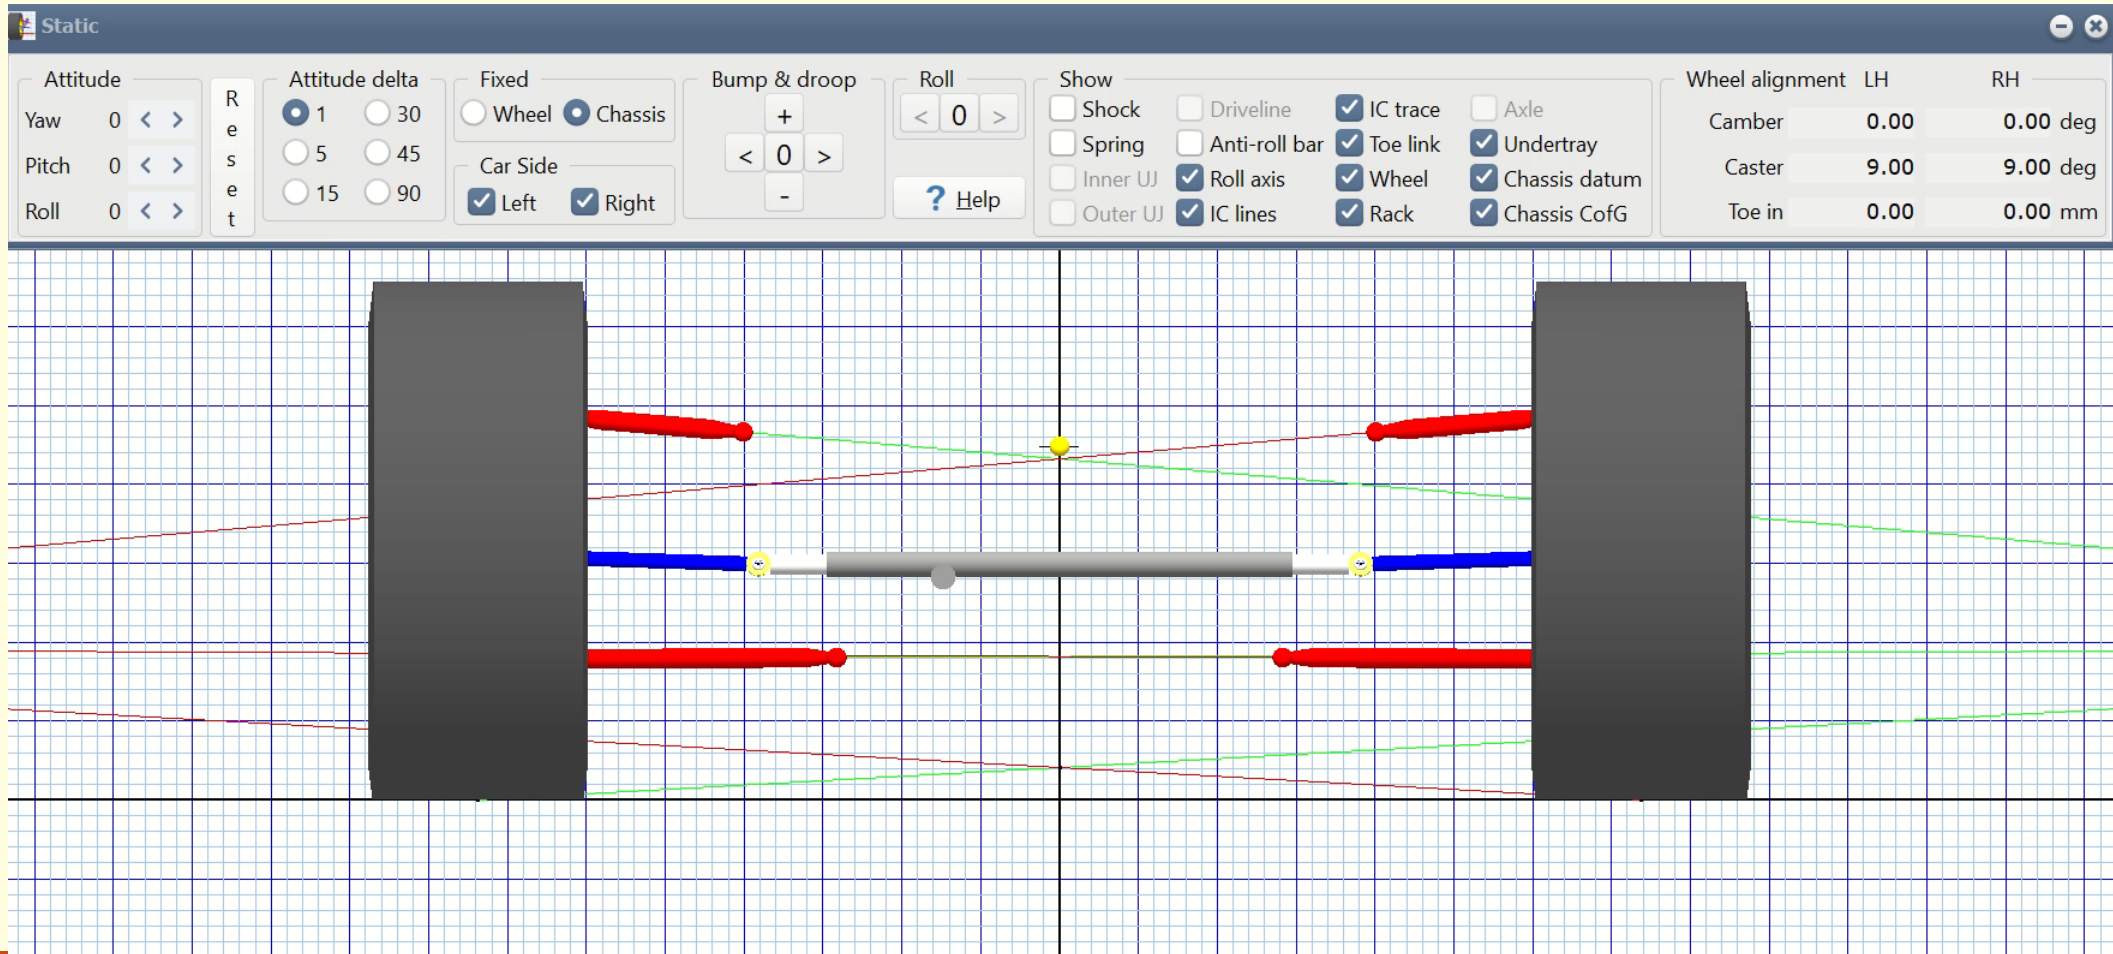 Static
Attitude
Yaw 0 < >
Pitch 0 < >
Roll 0 < >
Reset
Attitude delta
1 30
5 45
15 90
Fixed
Wheel Chassis
Car Side
Left Right
Bump & droop
+
< 0 >
-
Roll
< 0 >
? Help
Show
Shock Driveline IC trace Axle
Spring Anti-roll bar Toe link Undertray
Inner UJ Roll axis Wheel Chassis datum
Outer UJ IC lines Rack Chassis CofG
Wheel alignment LH RH
Camber 0.00 0.00 deg
Caster 9.00 9.00 deg
Toe in 0.00 0.00 mm